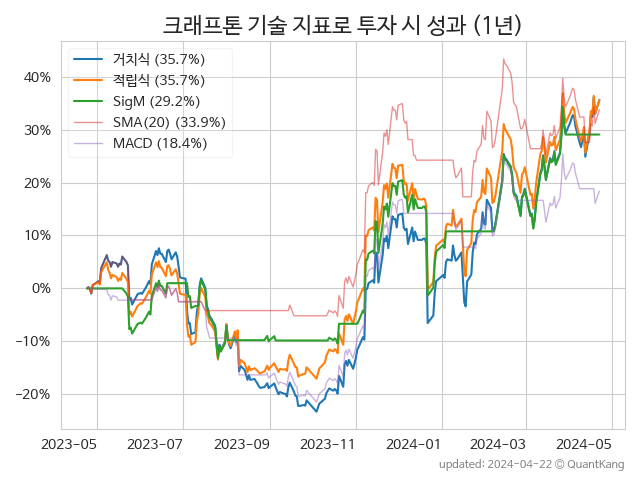 크래프톤 기술 지표로 투자 시 성과 (1년)
거치식 (35.7%)
적립식 (35.7%)
SigM (29.2%)
SMA(20) (33.9%)
MACD (18.4%)
40%
30%
20%
10%
0%
−10%
−20%
2023−05 2023−07 2023−09 2023−11 2024−01 2024−03 2024−05
updated: 2024-04-22 © QuantKang